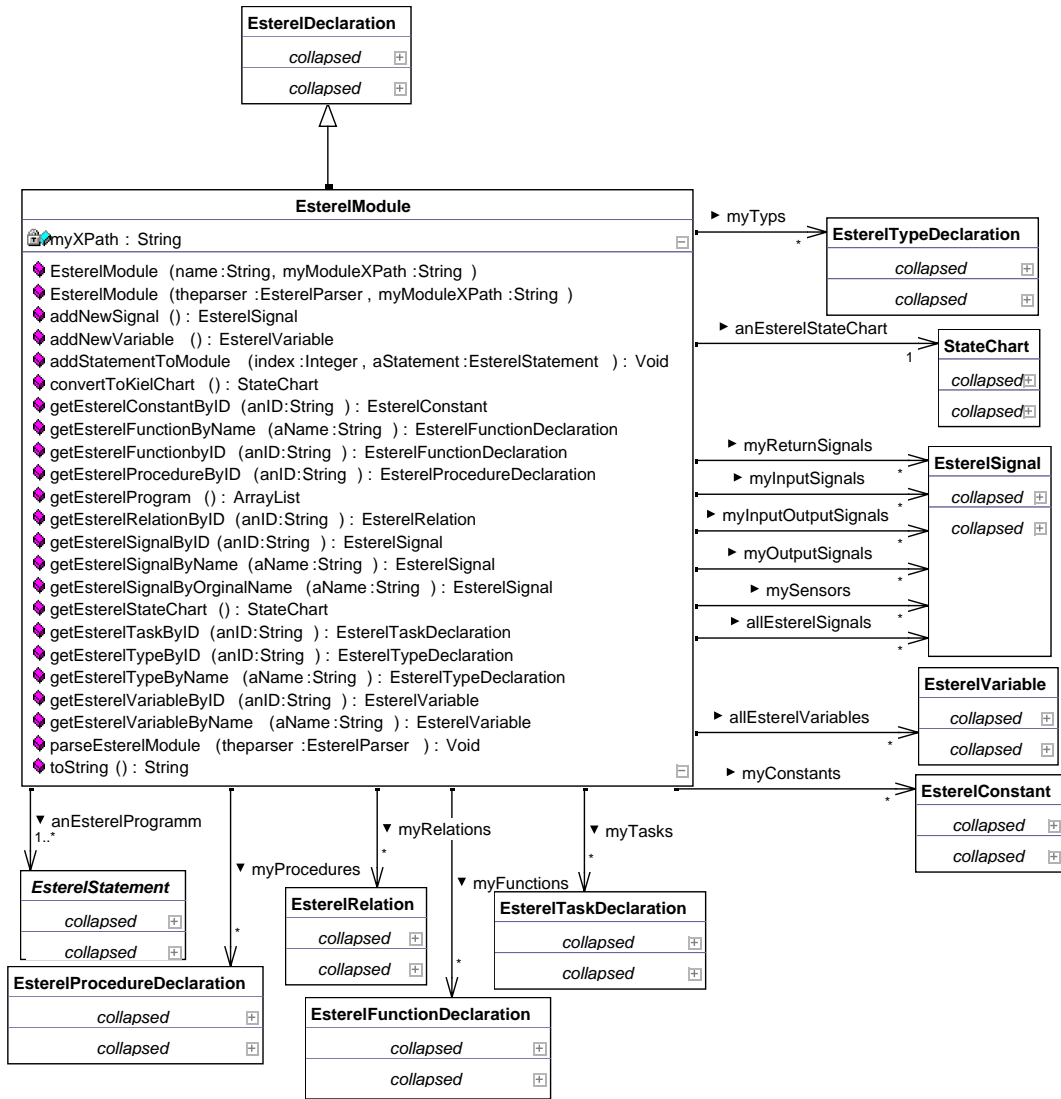 EsterelDeclaration
collapsed
collapsed
EsterelModule
myXPath : String
EsterelModule (name:String, myModuleXPath :String )
EsterelModule (theparser :EsterelParser , myModuleXPath :String )
addNewSignal () : EsterelSignal
addNewVariable () : EsterelVariable
addStatementToModule (index :Integer , aStatement :EsterelStatement ) : Void
convertToKielChart () : StateChart
getEsterelConstantByID (anID:String ) : EsterelConstant
getEsterelFunctionByName (aName :String ) : EsterelFunctionDeclaration
getEsterelFunctionbyID (anID:String ) : EsterelFunctionDeclaration
getEsterelProcedureByID (anID:String ) : EsterelProcedureDeclaration
getEsterelProgram () : ArrayList
getEsterelRelationByID (anID:String ) : EsterelRelation
getEsterelSignalByID (anID:String ) : EsterelSignal
getEsterelSignalByName (aName :String ) : EsterelSignal
getEsterelSignalByOrginalName (aName :String ) : EsterelSignal
getEsterelStateChart () : StateChart
getEsterelTaskByID (anID:String ) : EsterelTaskDeclaration
getEsterelTypeByID (anID:String ) : EsterelTypeDeclaration
getEsterelTypeByName (aName :String ) : EsterelTypeDeclaration
getEsterelVariableByID (anID:String ) : EsterelVariable
getEsterelVariableByName (aName :String ) : EsterelVariable
parseEsterelModule (theparser :EsterelParser ) : Void
toString () : String
myTyps
*
EsterelTypeDeclaration
collapsed
collapsed
anEsterelStateChart
1
StateChart
collapsed
collapsed
myReturnSignals
*
myInputSignals
*
myInputOutputSignals
*
myOutputSignals
*
mySensors
*
allEsterelSignals
*
EsterelSignal
collapsed
collapsed
allEsterelVariables
*
EsterelVariable
collapsed
collapsed
myConstants
*
EsterelConstant
collapsed
collapsed
anEsterelProgramm
1..*
EsterelStatement
collapsed
collapsed
myProcedures
*
EsterelProcedureDeclaration
collapsed
collapsed
myRelations
*
EsterelRelation
collapsed
collapsed
myFunctions
*
EsterelFunctionDeclaration
collapsed
collapsed
myTasks
*
EsterelTaskDeclaration
collapsed
collapsed